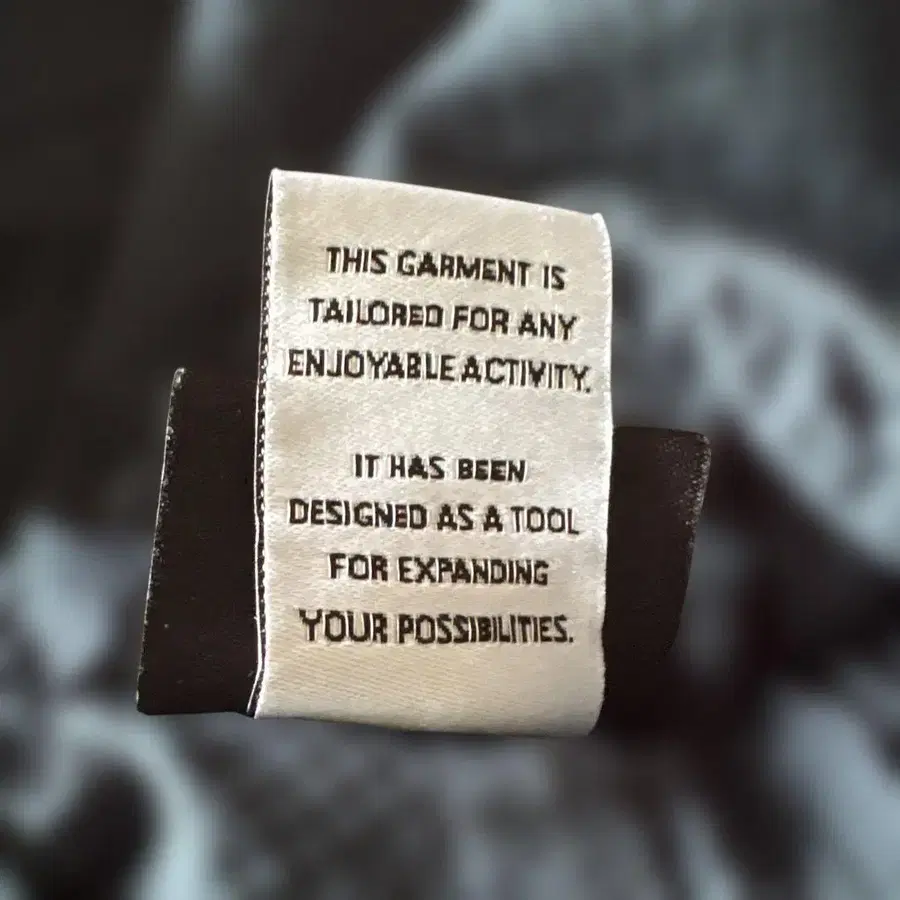 THIS GARMENT IS
TAILORED FOR ANY
ENJOYABLE ACTIVITY.
IT HAS BEEN
DESIGNED AS A TOOL
FOR EXPANDING
YOUR POSSIBILITIES.